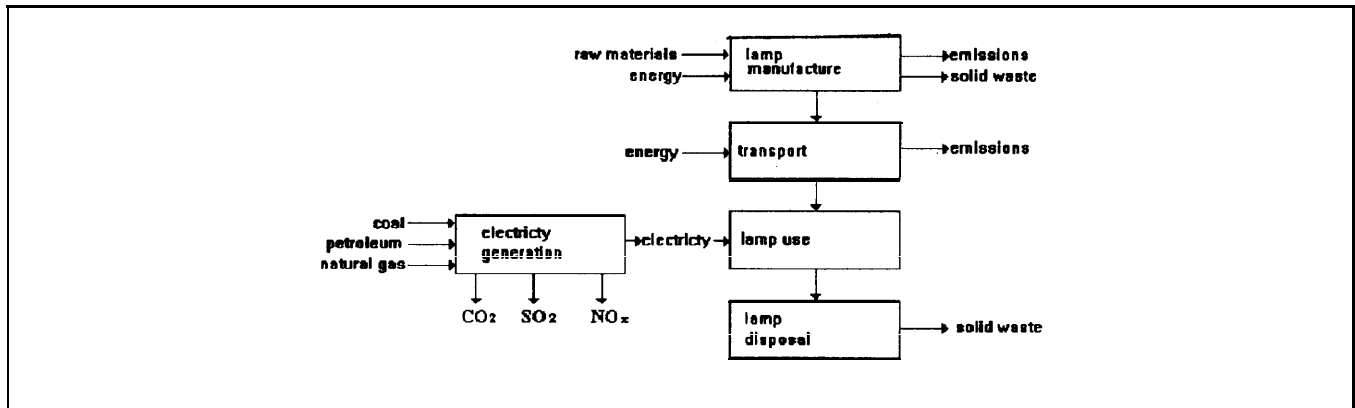 raw materials
energy
lamp
manufacture
emissions
solid waste
energy
transport
emissions
coal
petroleum
natural gas
electricty
generation
electricty
lamp use
CO2 SO2 NOx
lamp
disposal
solid waste